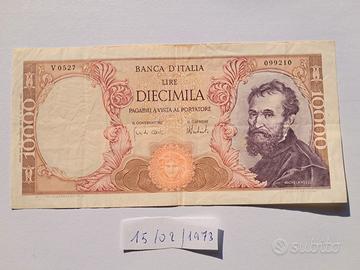 V 0527
BANCA D'ITALIA
099210
LIRE
DIECIMILA
PAGABILI A VISTA AL PORTATORE
IL GOVERNATORE
IL CASSIERE
10000
10000
MICHELANGELO
15/02/1973
subito